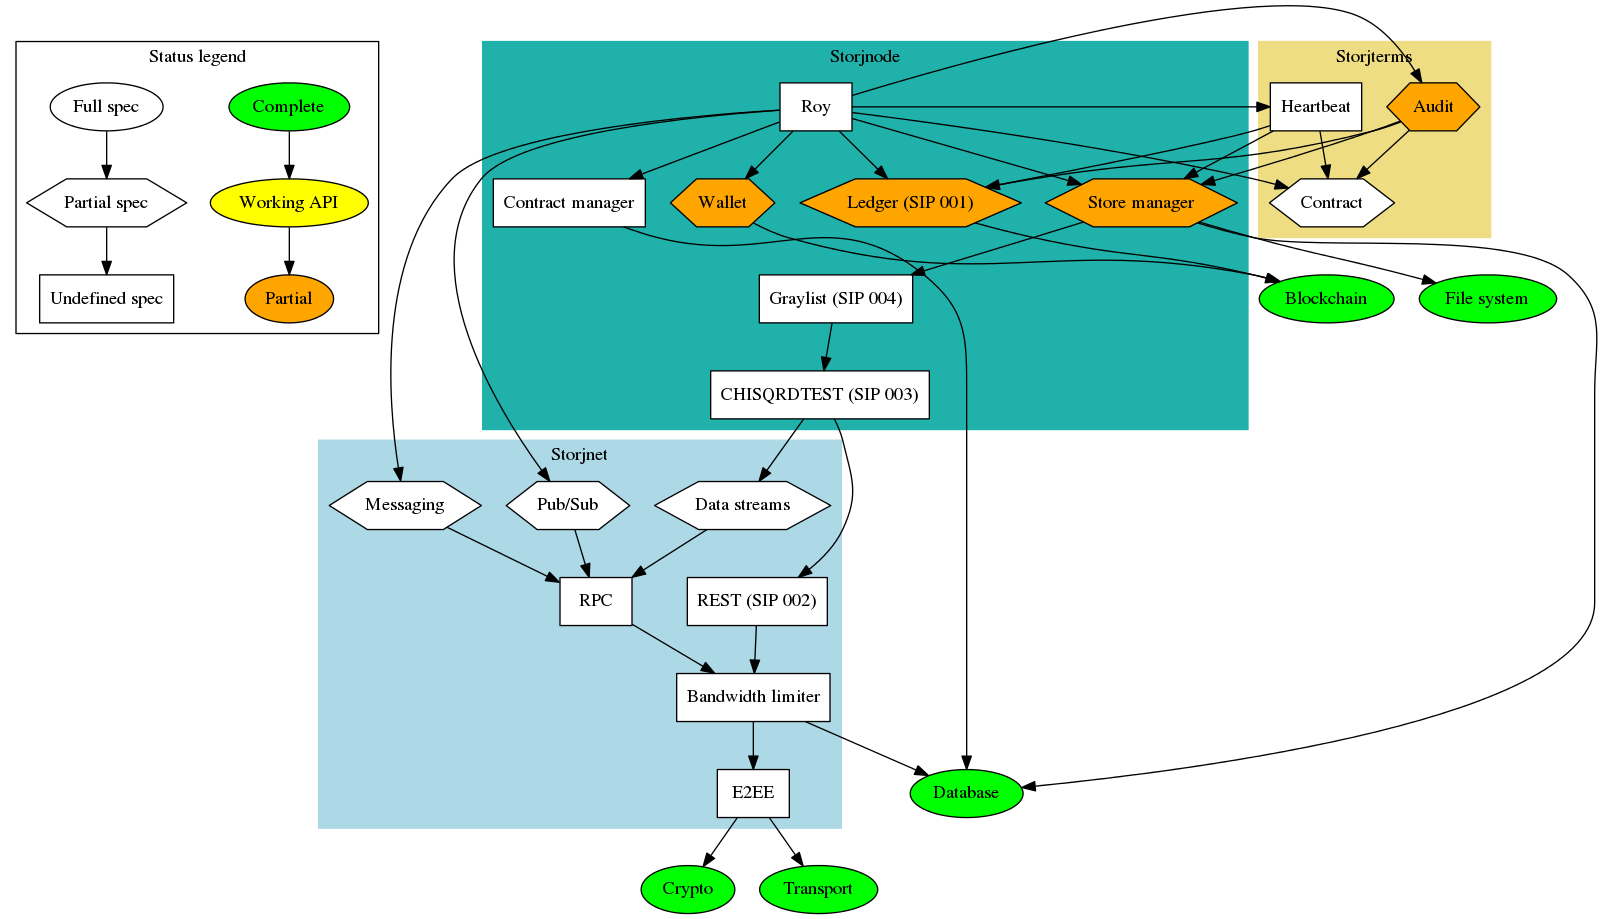 Status legend
Full spec
Complete
Partial spec
Working API
Undefined spec
Partial
Storjnode
Roy
Contract manager
Wallet
Ledger (SIP 001)
Store manager
Graylist (SIP 004)
CHISQRDTEST (SIP 003)
Storjterms
Heartbeat
Audit
Contract
Blockchain
File system
Storjnet
Messaging
Pub/Sub
Data streams
RPC
REST (SIP 002)
Bandwidth limiter
E2EE
Database
Crypto
Transport